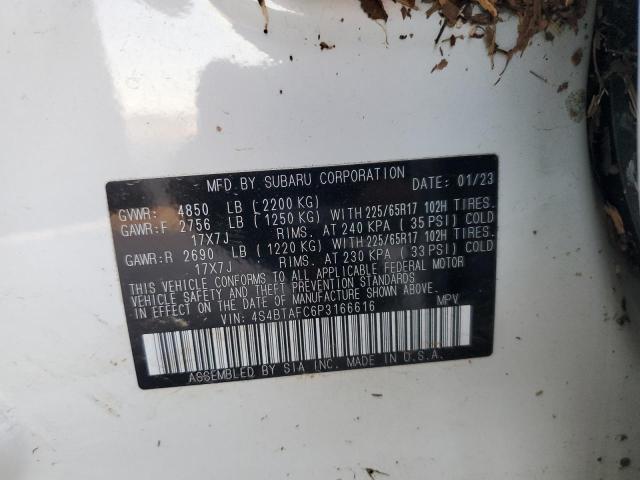 MFD. BY SUBARU CORPORATION DATE: 01/23
GVWR: 4850 LB (2200 KG)
GAWR:F 2756 LB (1250 KG) WITH 225/65R17 102H TIRES.
17X7J RIMS. AT 240 KPA (35 PSI) COLD
GAWR:R 2690 LB (1220 KG) WITH 225/65R17 102H TIRES.
17X7J RIMS. AT 230 KPA (33 PSI) COLD
THIS VEHICLE CONFORMS TO ALL APPLICABLE FEDERAL MOTOR
VEHICLE SAFETY AND THEFT PREVENTION STANDARDS
IN EFFECT ON THE DATE OF MANUFACTURE SHOWN ABOVE.
VIN: 4S4BTAFC6P3166616 MPV
ASSEMBLED BY SIA INC. MADE IN U.S.A.